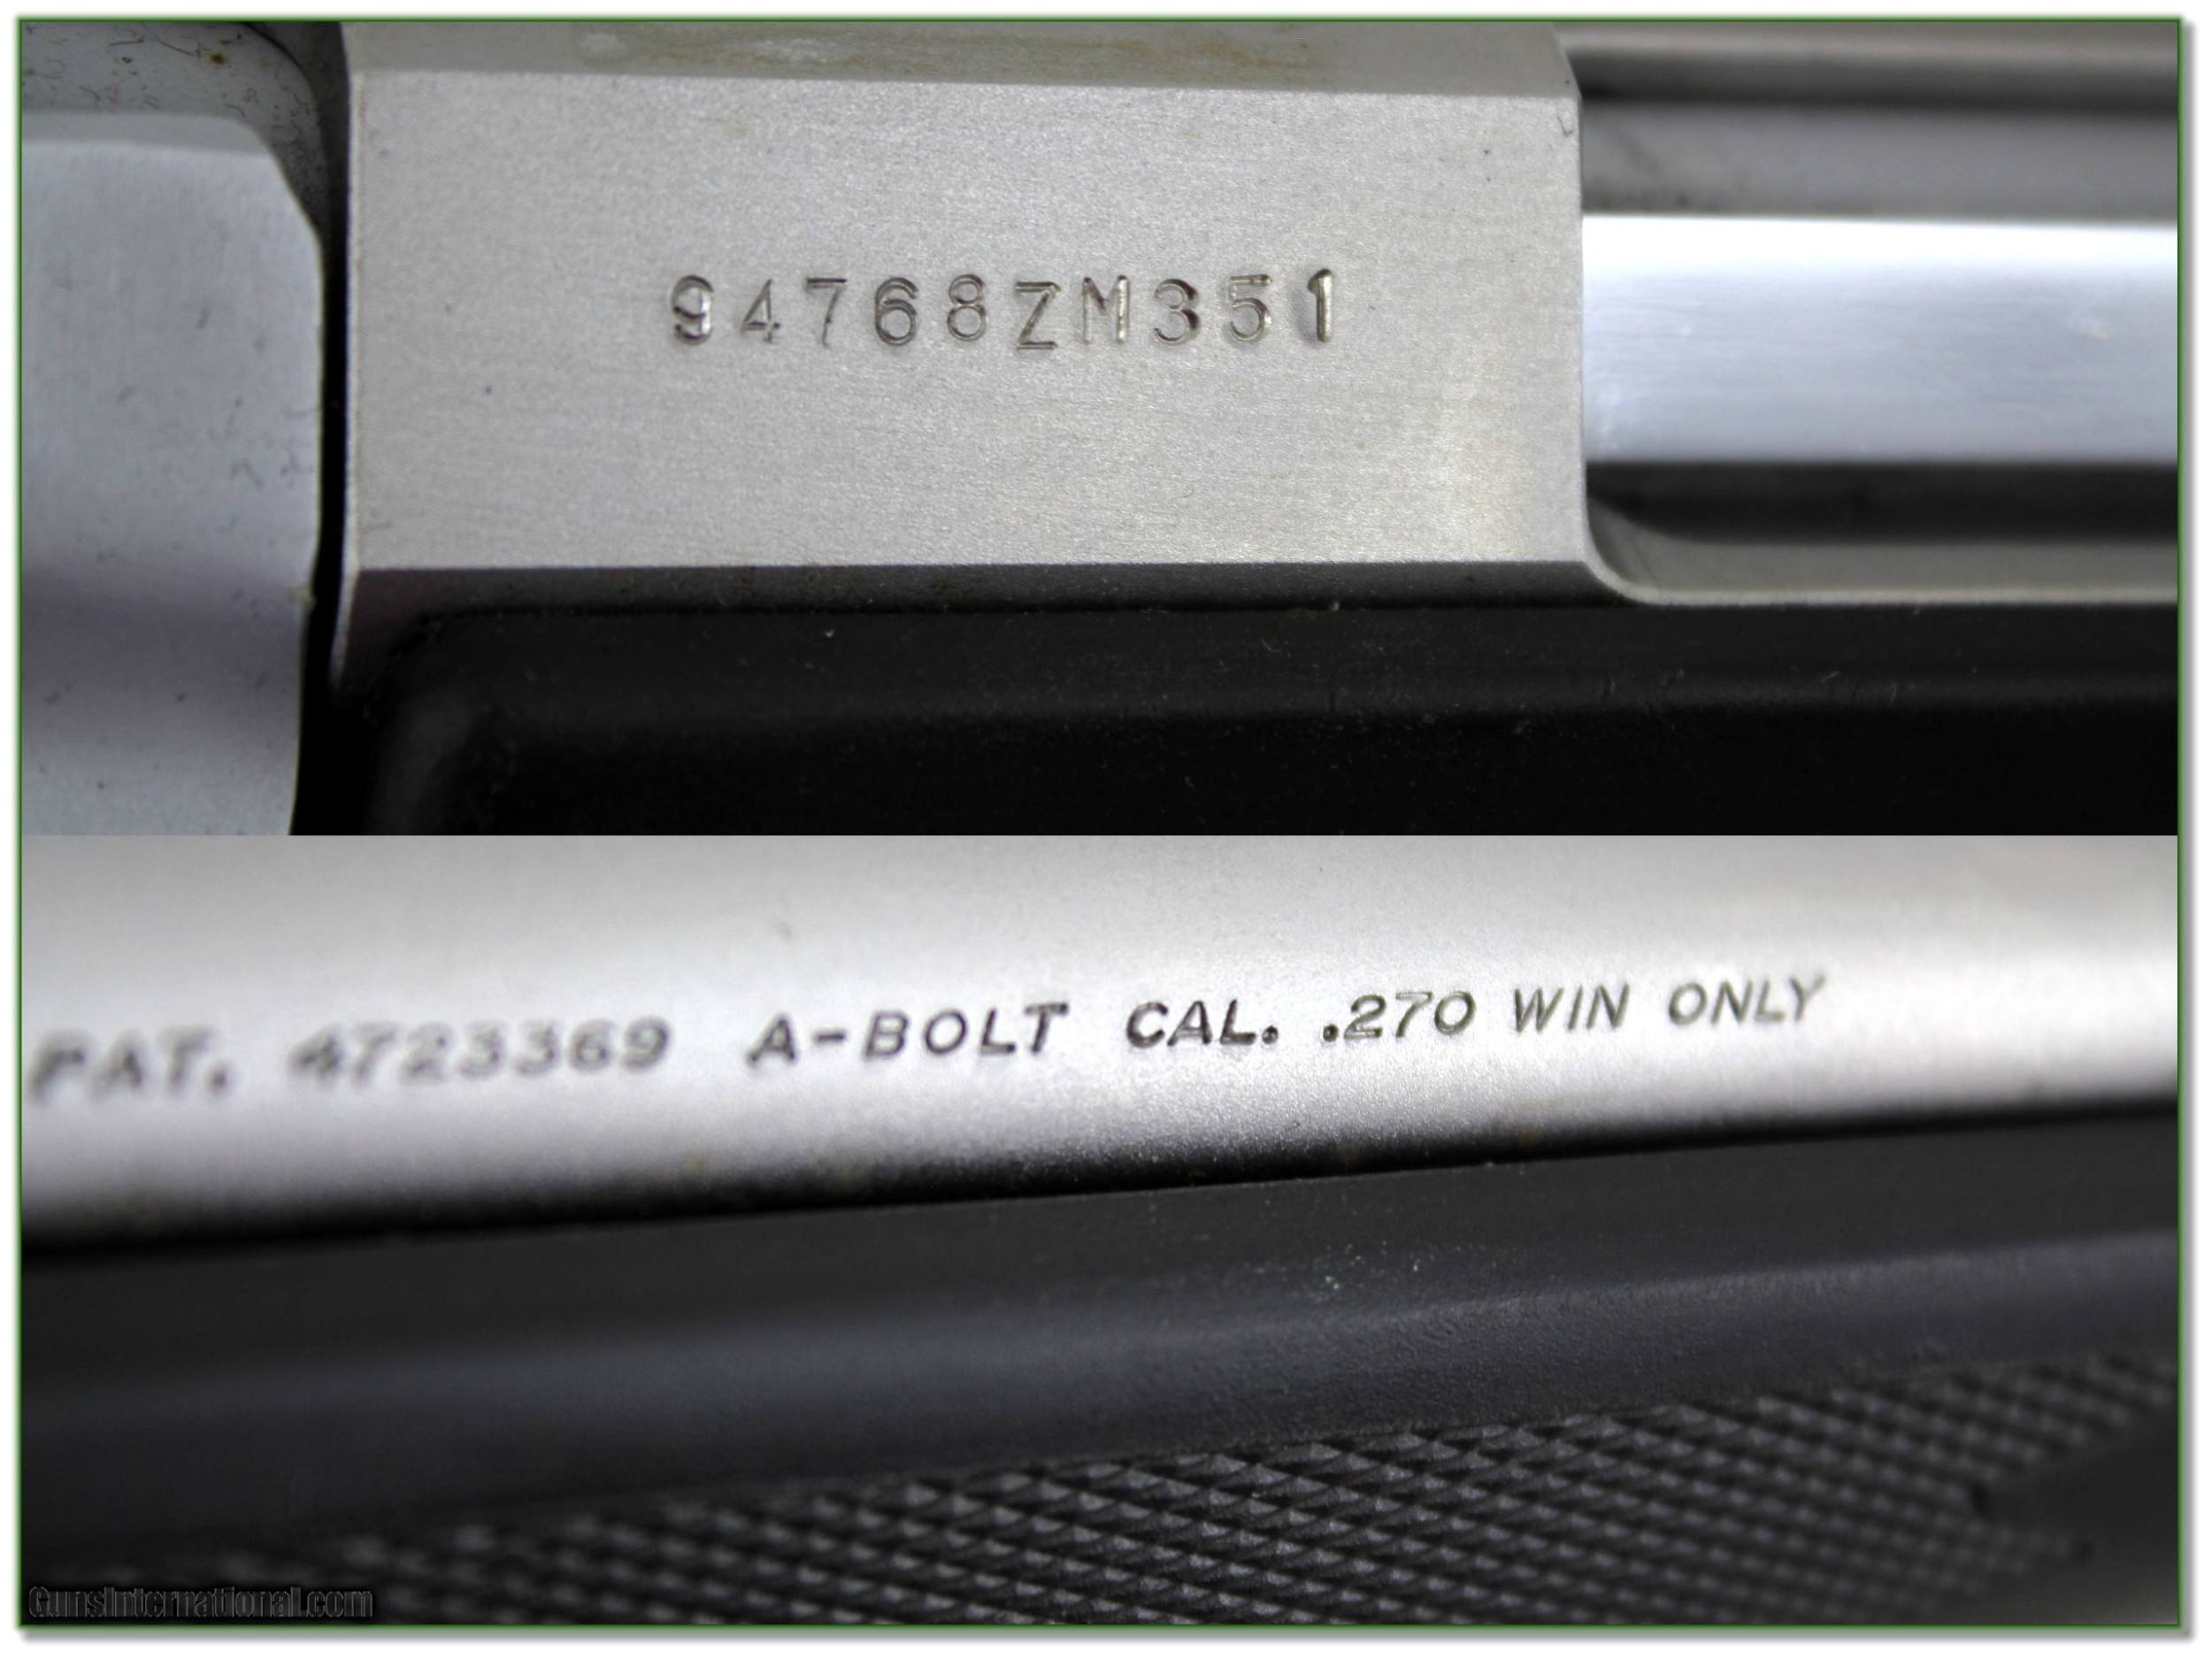 94768ZM351
PAT. 4723369 A-BOLT CAL. .270 WIN ONLY
GunsInternational.com